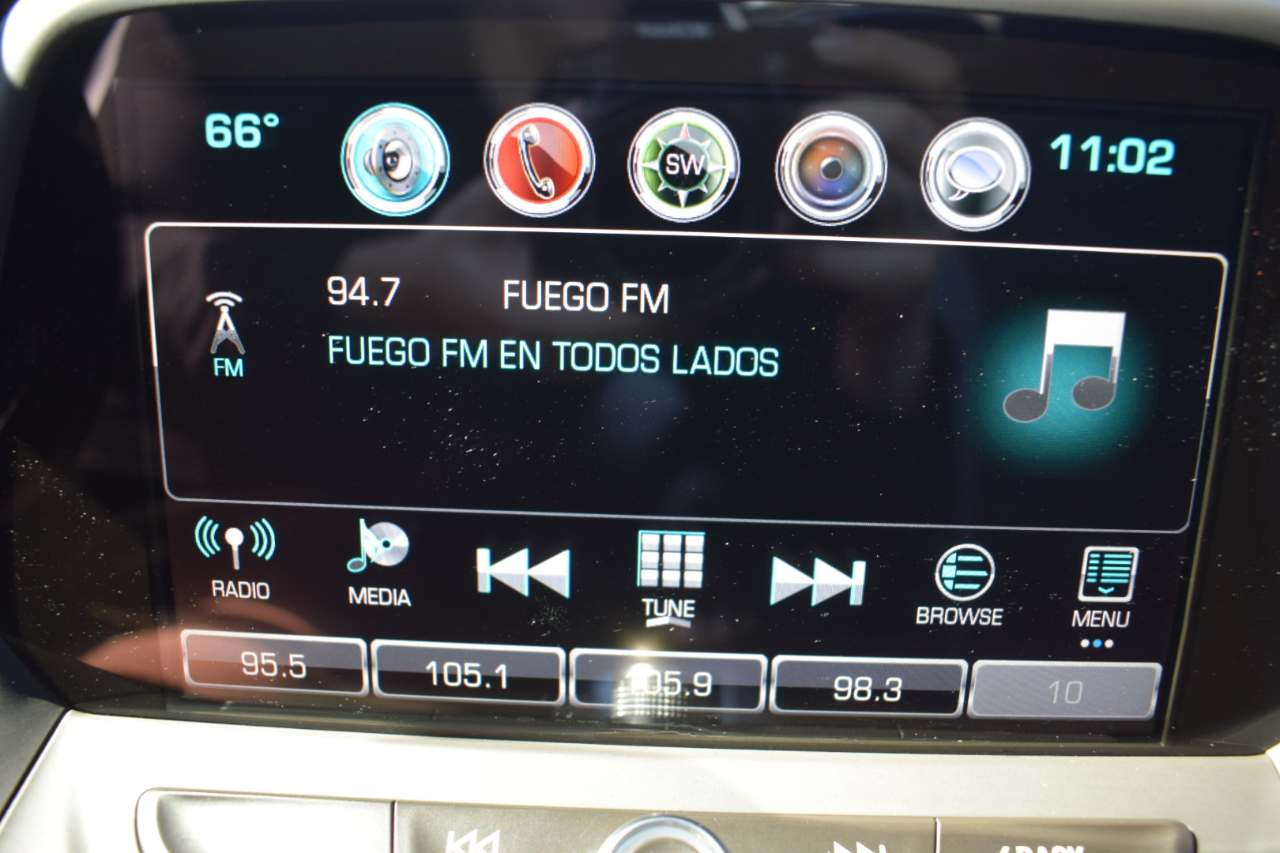 66° SW 11:02
94.7 FUEGO FM
FUEGO FM EN TODOS LADOS
FM
RADIO MEDIA TUNE BROWSE MENU
95.5 105.1 105.9 98.3 10
BACK